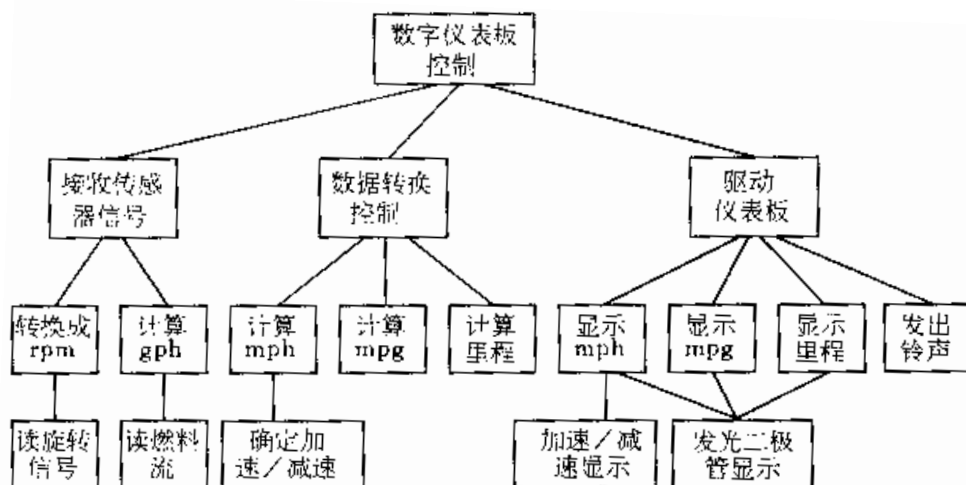 数字仪表板
控制
接收传感
器信号
数据转换
控制
驱动
仪表板
转换成
rpm
计算
gph
计算
mph
计算
mpg
计算
里程
显示
mph
显示
mpg
显示
里程
发出
铃声
读旋转
信号
读燃料
流
确定加
速/减速
加速/减
速显示
发光二极
管显示